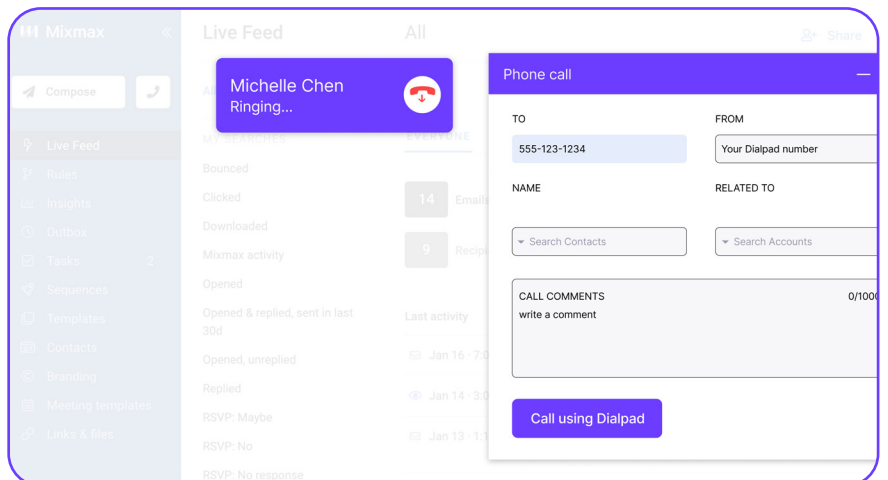 Mixmax
Compose
Live Feed
Rules
Insights
Outbox
Tasks 2
Sequences
Templates
Contacts
Branding
Meeting templates
Links & files
Live Feed
MY SEARCHES
Bounced
Clicked
Downloaded
Mixmax activity
Opened
Opened & replied, sent in last
30d
Opened, unreplied
Replied
RSVP: Maybe
RSVP: No
RSVP: No response
All
Share
EVERYONE
14 Emails
9
Last activity
Jan 16
Jan 14
Jan 13
Michelle Chen
Ringing...
Phone call
TO
FROM
555-123-1234
Your Dialpad number
NAME
RELATED TO
Search Contacts
Search Accounts
CALL COMMENTS
write a comment
Call using Dialpad